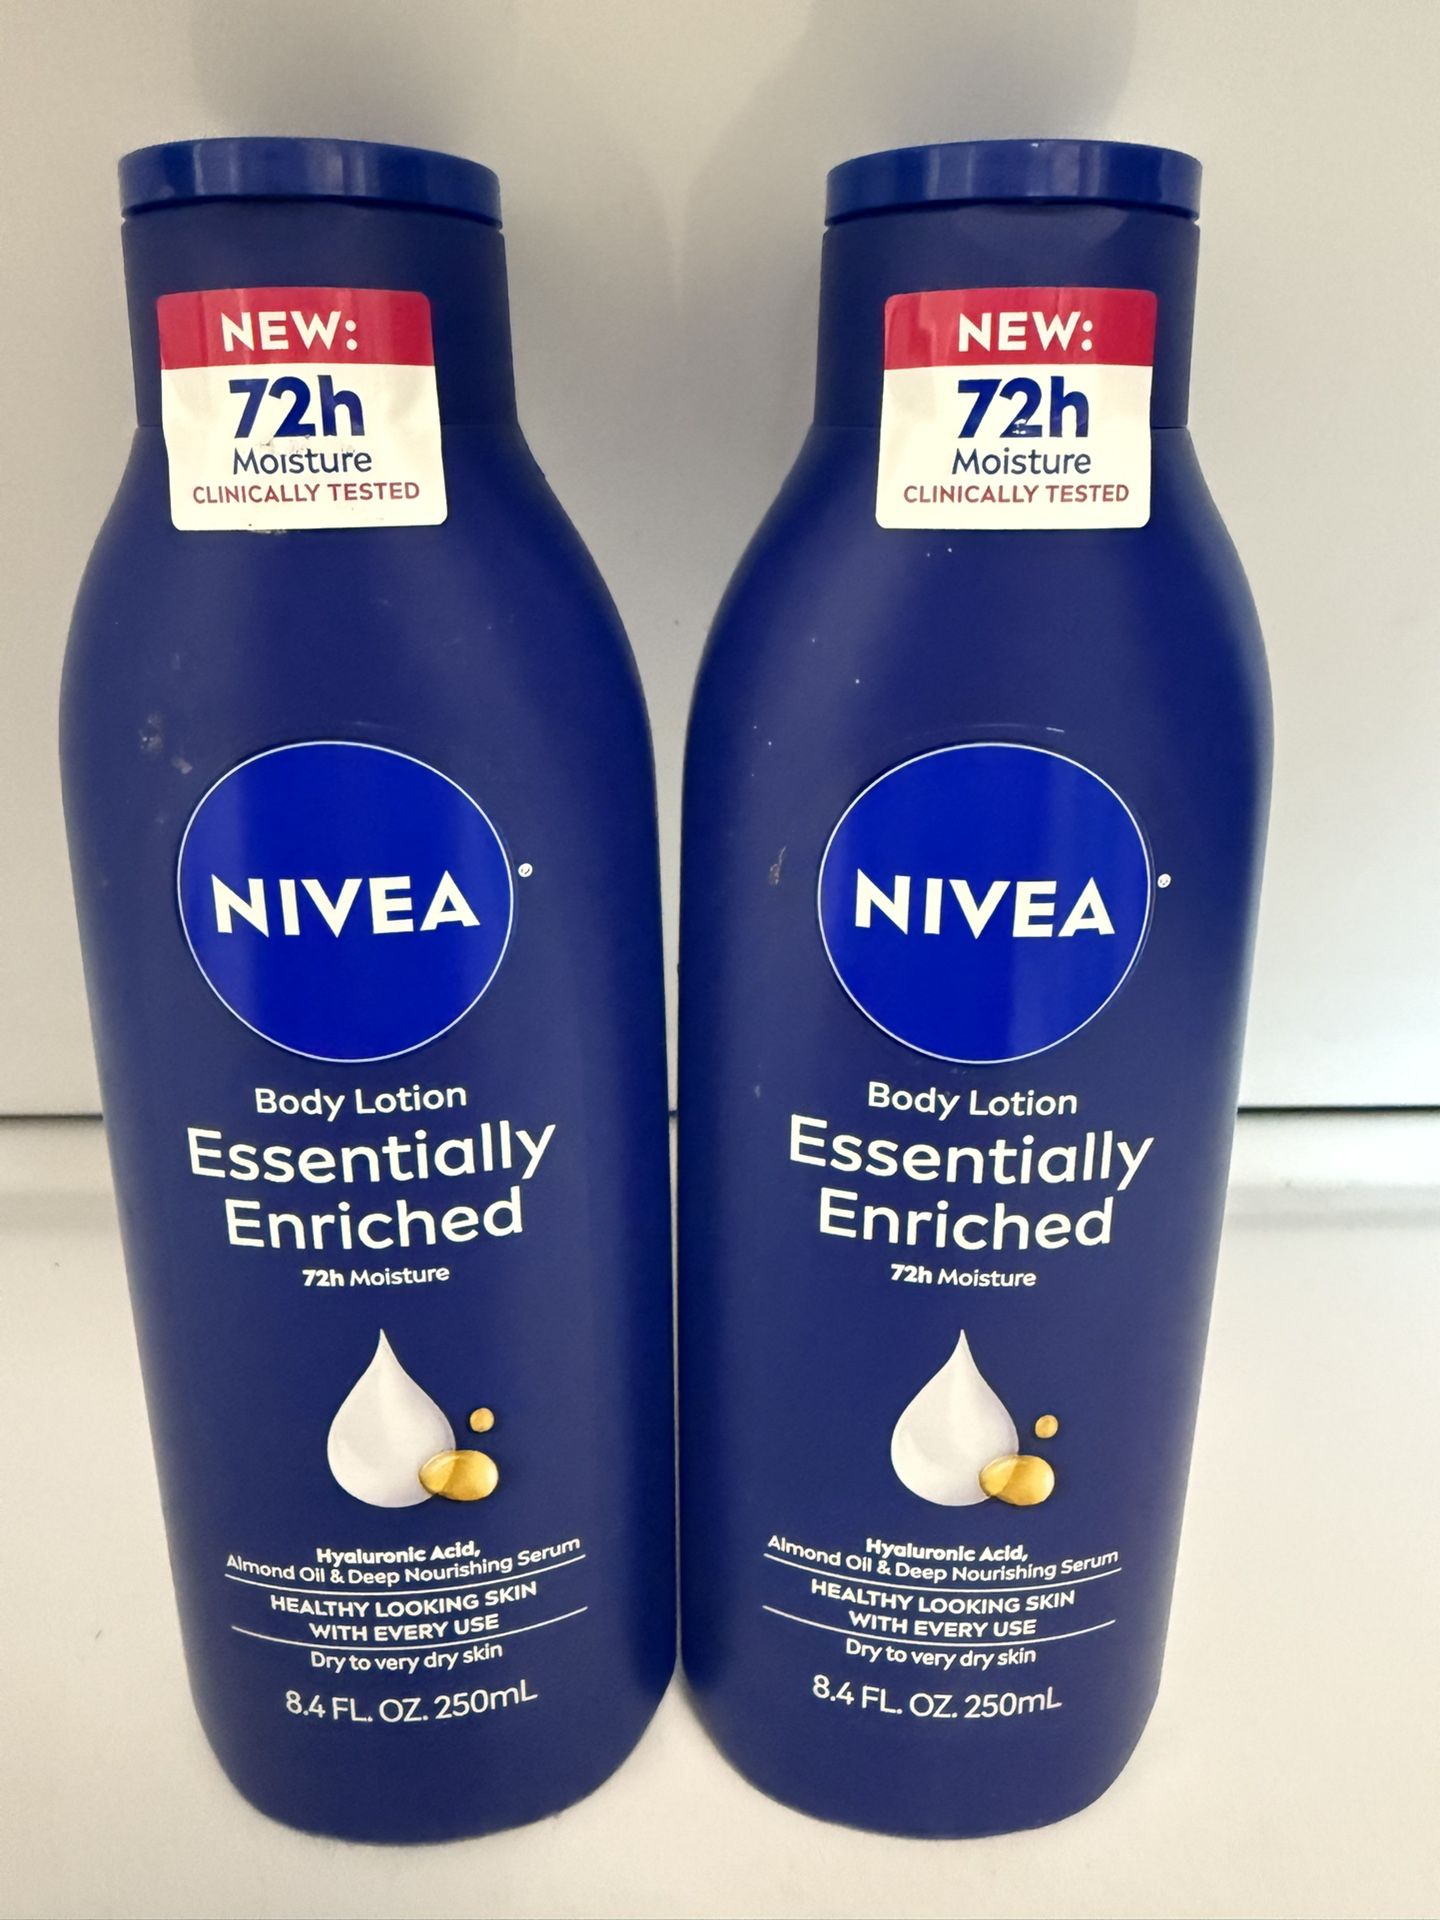 NEW:
72h
Moisture
CLINICALLY TESTED
NIVEA
Body Lotion
Essentially
Enriched
72h Moisture
Hyaluronic Acid,
Almond Oil & Deep Nourishing Serum
HEALTHY LOOKING SKIN
WITH EVERY USE
Dry to very dry skin
8.4 FL. OZ. 250mL
NEW:
72h
Moisture
CLINICALLY TESTED
NIVEA
Body Lotion
Essentially
Enriched
72h Moisture
Hyaluronic Acid,
Almond Oil & Deep Nourishing Serum
HEALTHY LOOKING SKIN
WITH EVERY USE
Dry to very dry skin
8.4 FL. OZ. 250mL